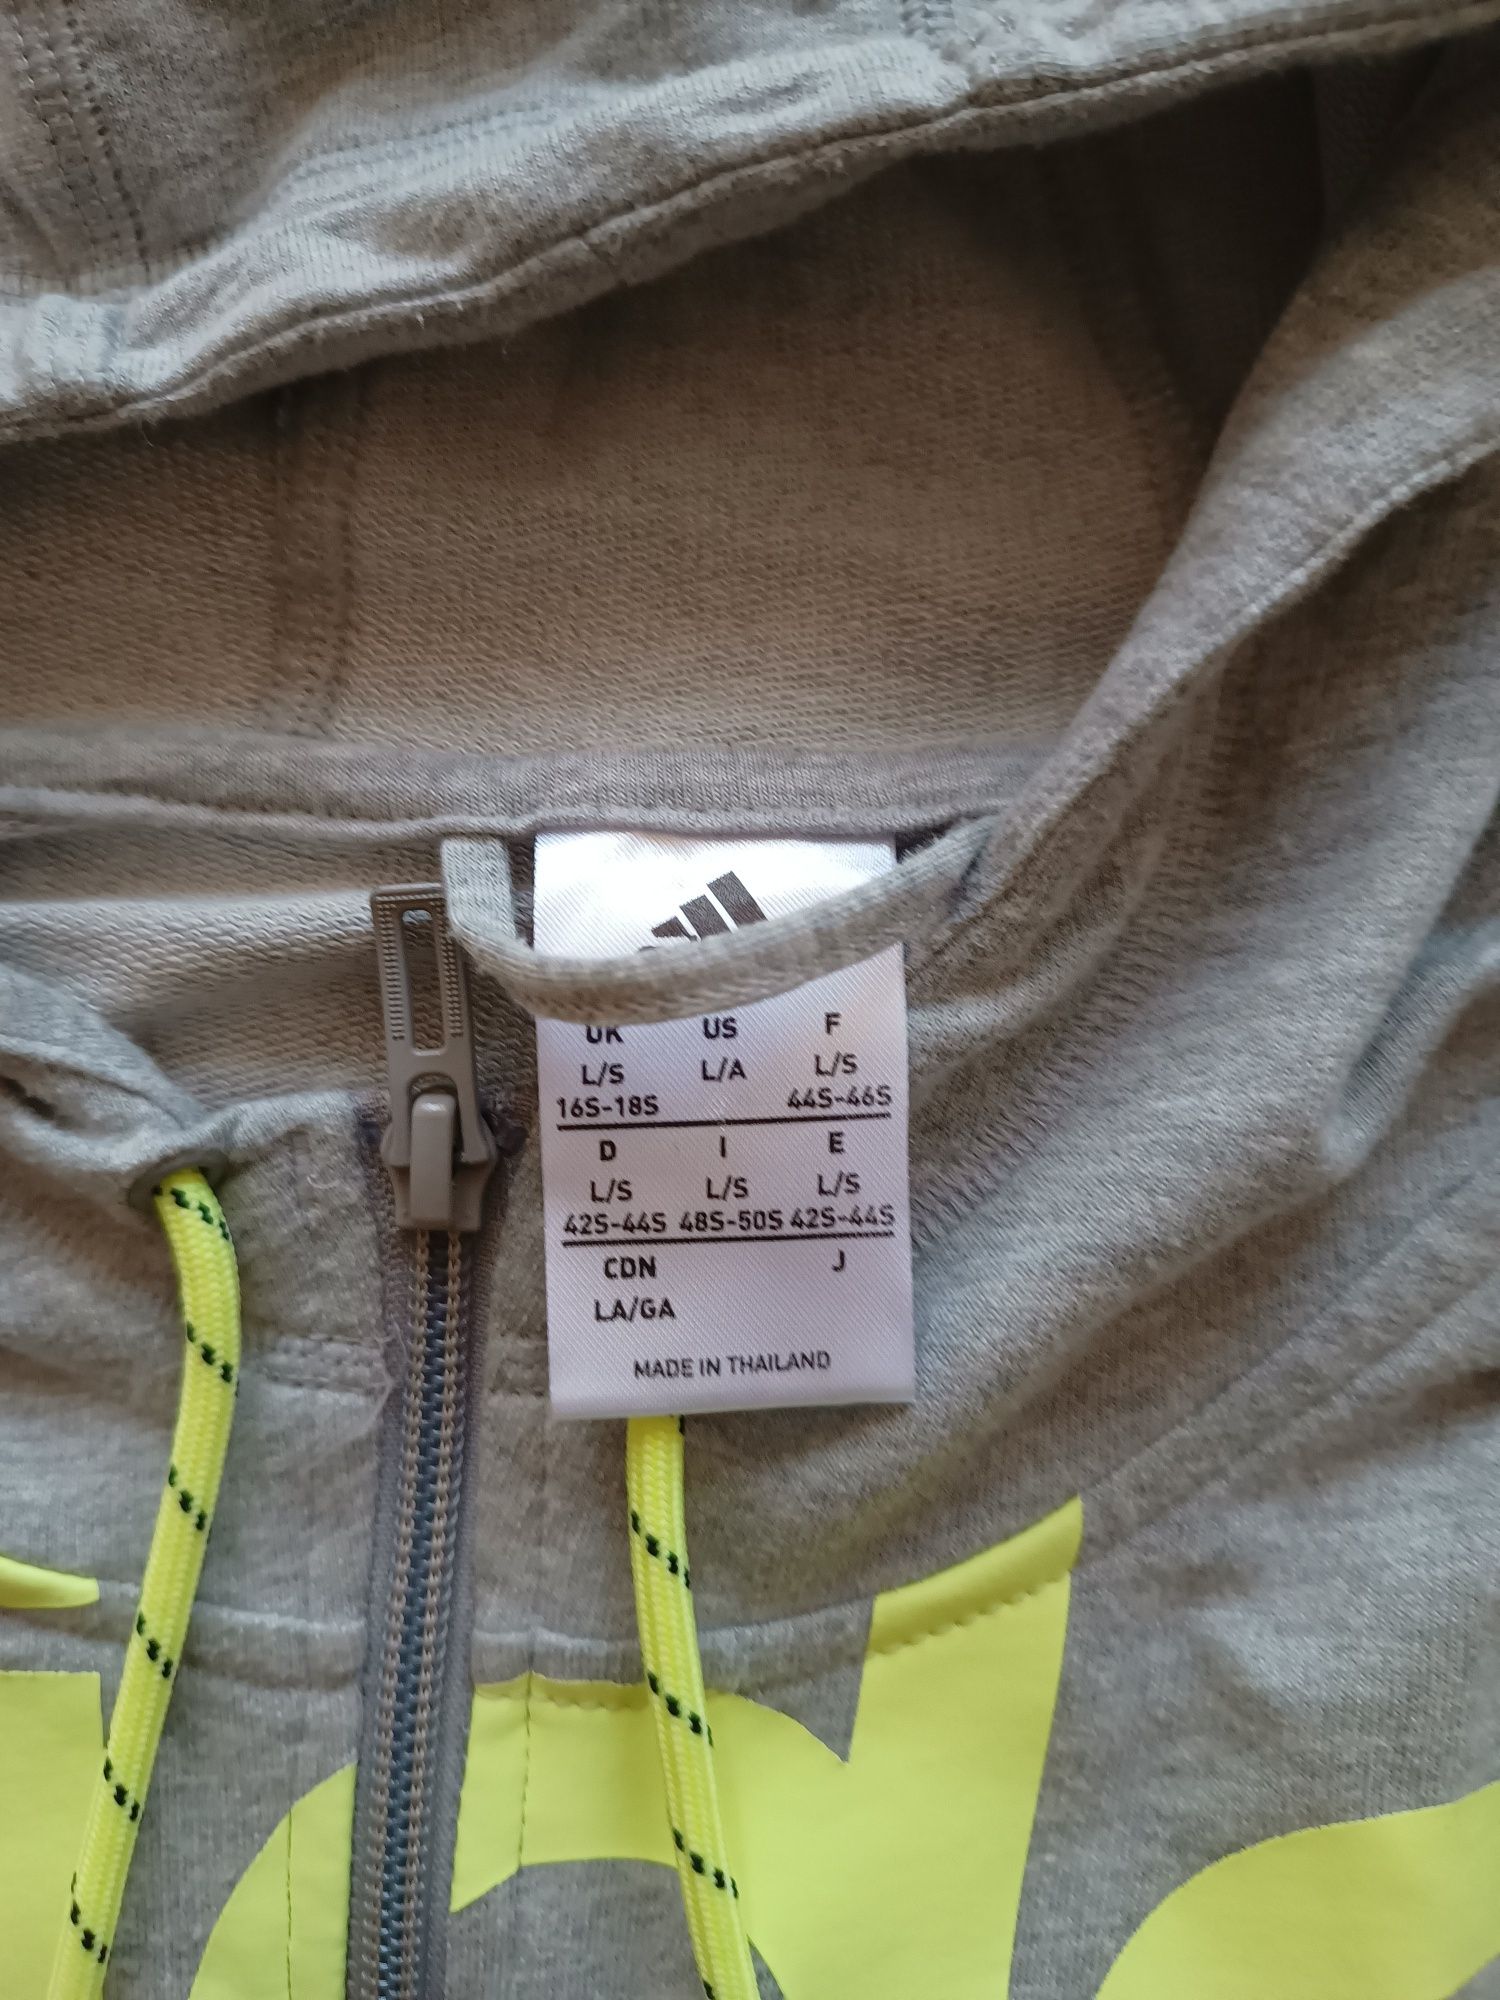 UK US F
L/S L/A L/S
16S-18S 44S-46S
D I E
L/S L/S L/S
42S-44S 48S-50S 42S-44S
CDN J
LA/GA
MADE IN THAILAND